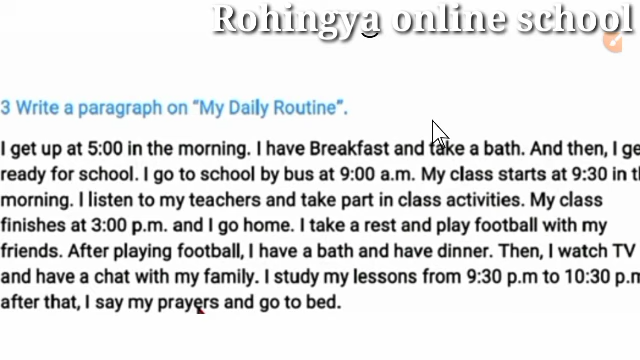 Rohingya online school
3 Write a paragraph on “My Daily Routine”.
I get up at 5:00 in the morning. I have Breakfast and take a bath. And then, I ge
ready for school. I go to school by bus at 9:00 a.m. My class starts at 9:30 in th
morning. I listen to my teachers and take part in class activities. My class
finishes at 3:00 p.m. and I go home. I take a rest and play football with my
friends. After playing football, I have a bath and have dinner. Then, I watch TV
and have a chat with my family. I study my lessons from 9:30 p.m to 10:30 p.m
after that, I say my prayers and go to bed.